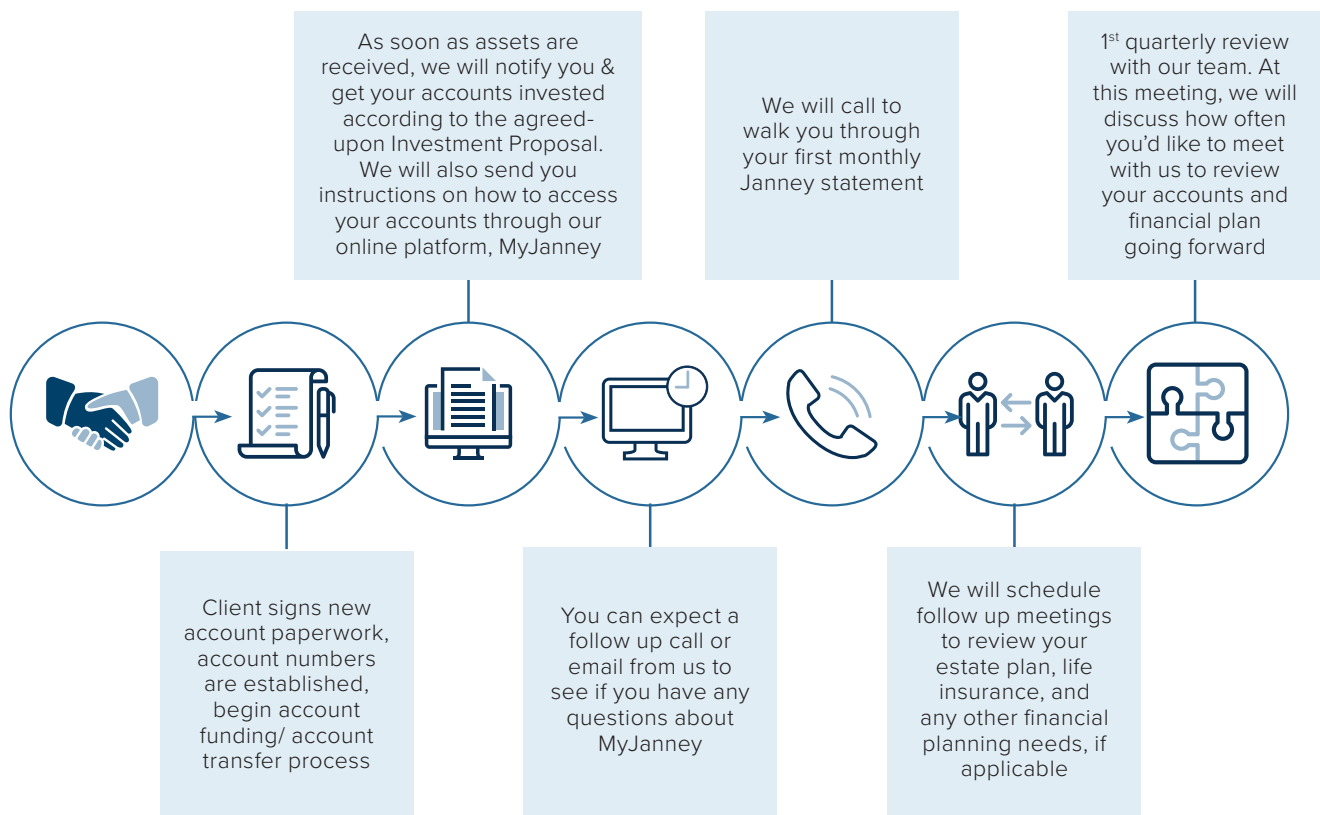 As soon as assets are
received, we will notify you &
get your accounts invested
according to the agreed-
upon Investment Proposal.
We will also send you
instructions on how to access
your accounts through our
online platform, MyJanney
We will call to
walk you through
your first monthly
Janney statement
1st quarterly review
with our team. At
this meeting, we will
discuss how often
you’d like to meet
with us to review
your accounts and
financial plan
going forward
Client signs new
account paperwork,
account numbers
are established,
begin account
funding/ account
transfer process
You can expect a
follow up call or
email from us to
see if you have any
questions about
MyJanney
We will schedule
follow up meetings
to review your
estate plan, life
insurance, and
any other financial
planning needs, if
applicable